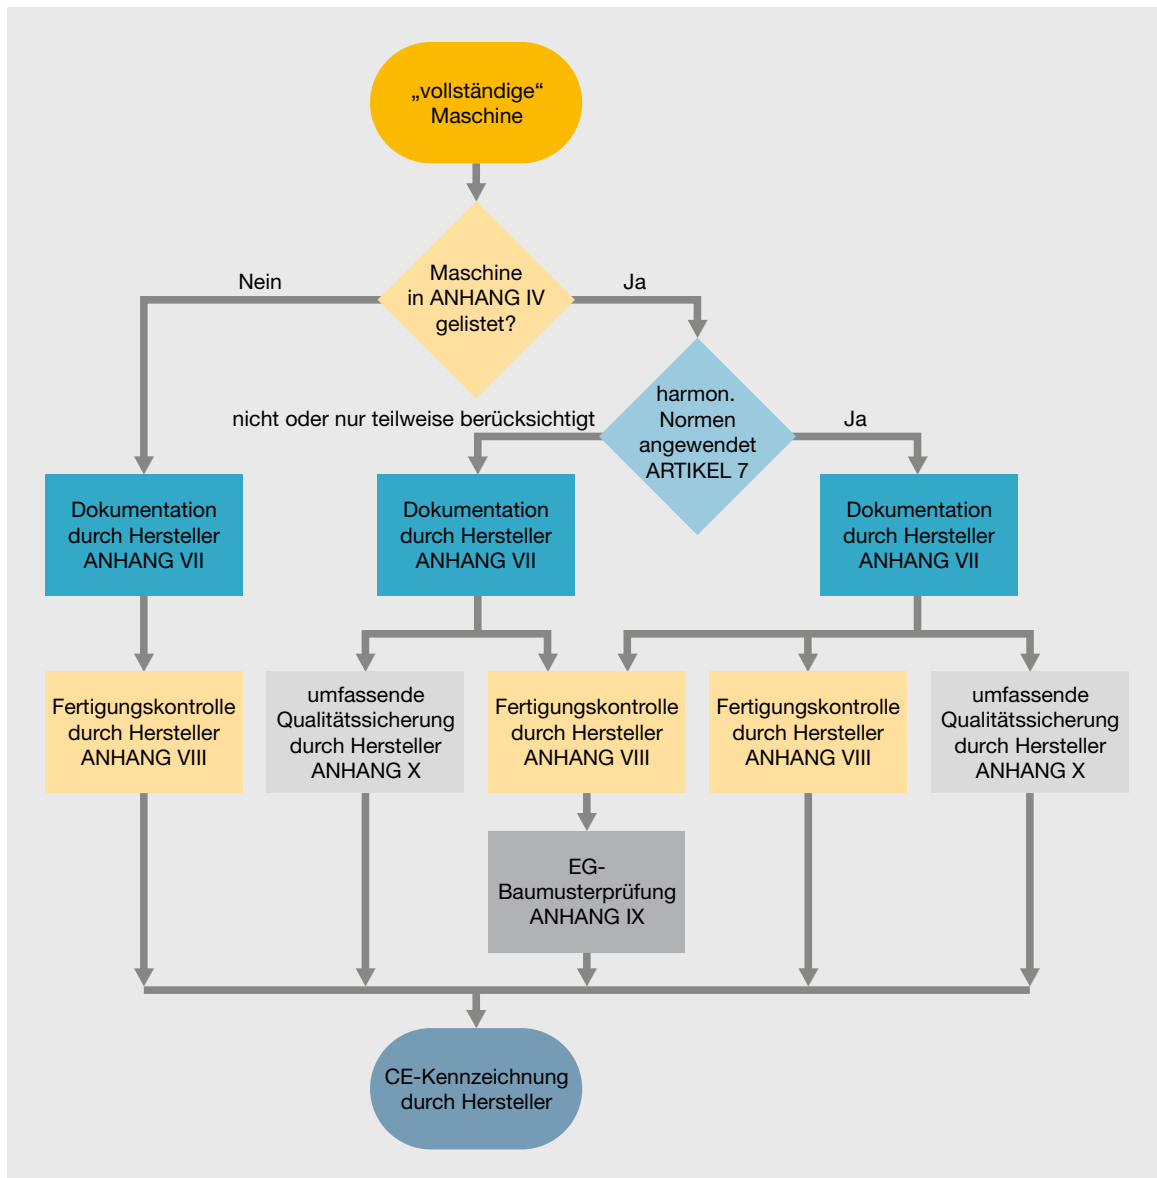 „vollständige“
Maschine
Maschine
in ANHANG IV
gelistet?
Nein
Ja
harmon.
Normen
angewendet
ARTIKEL 7
nicht oder nur teilweise berücksichtigt
Ja
Dokumentation
durch Hersteller
ANHANG VII
Dokumentation
durch Hersteller
ANHANG VII
Dokumentation
durch Hersteller
ANHANG VII
Fertigungskontrolle
durch Hersteller
ANHANG VIII
umfassende
Qualitätssicherung
durch Hersteller
ANHANG X
Fertigungskontrolle
durch Hersteller
ANHANG VIII
Fertigungskontrolle
durch Hersteller
ANHANG VIII
umfassende
Qualitätssicherung
durch Hersteller
ANHANG X
EG-
Baumusterprüfung
ANHANG IX
CE-Kennzeichnung
durch Hersteller